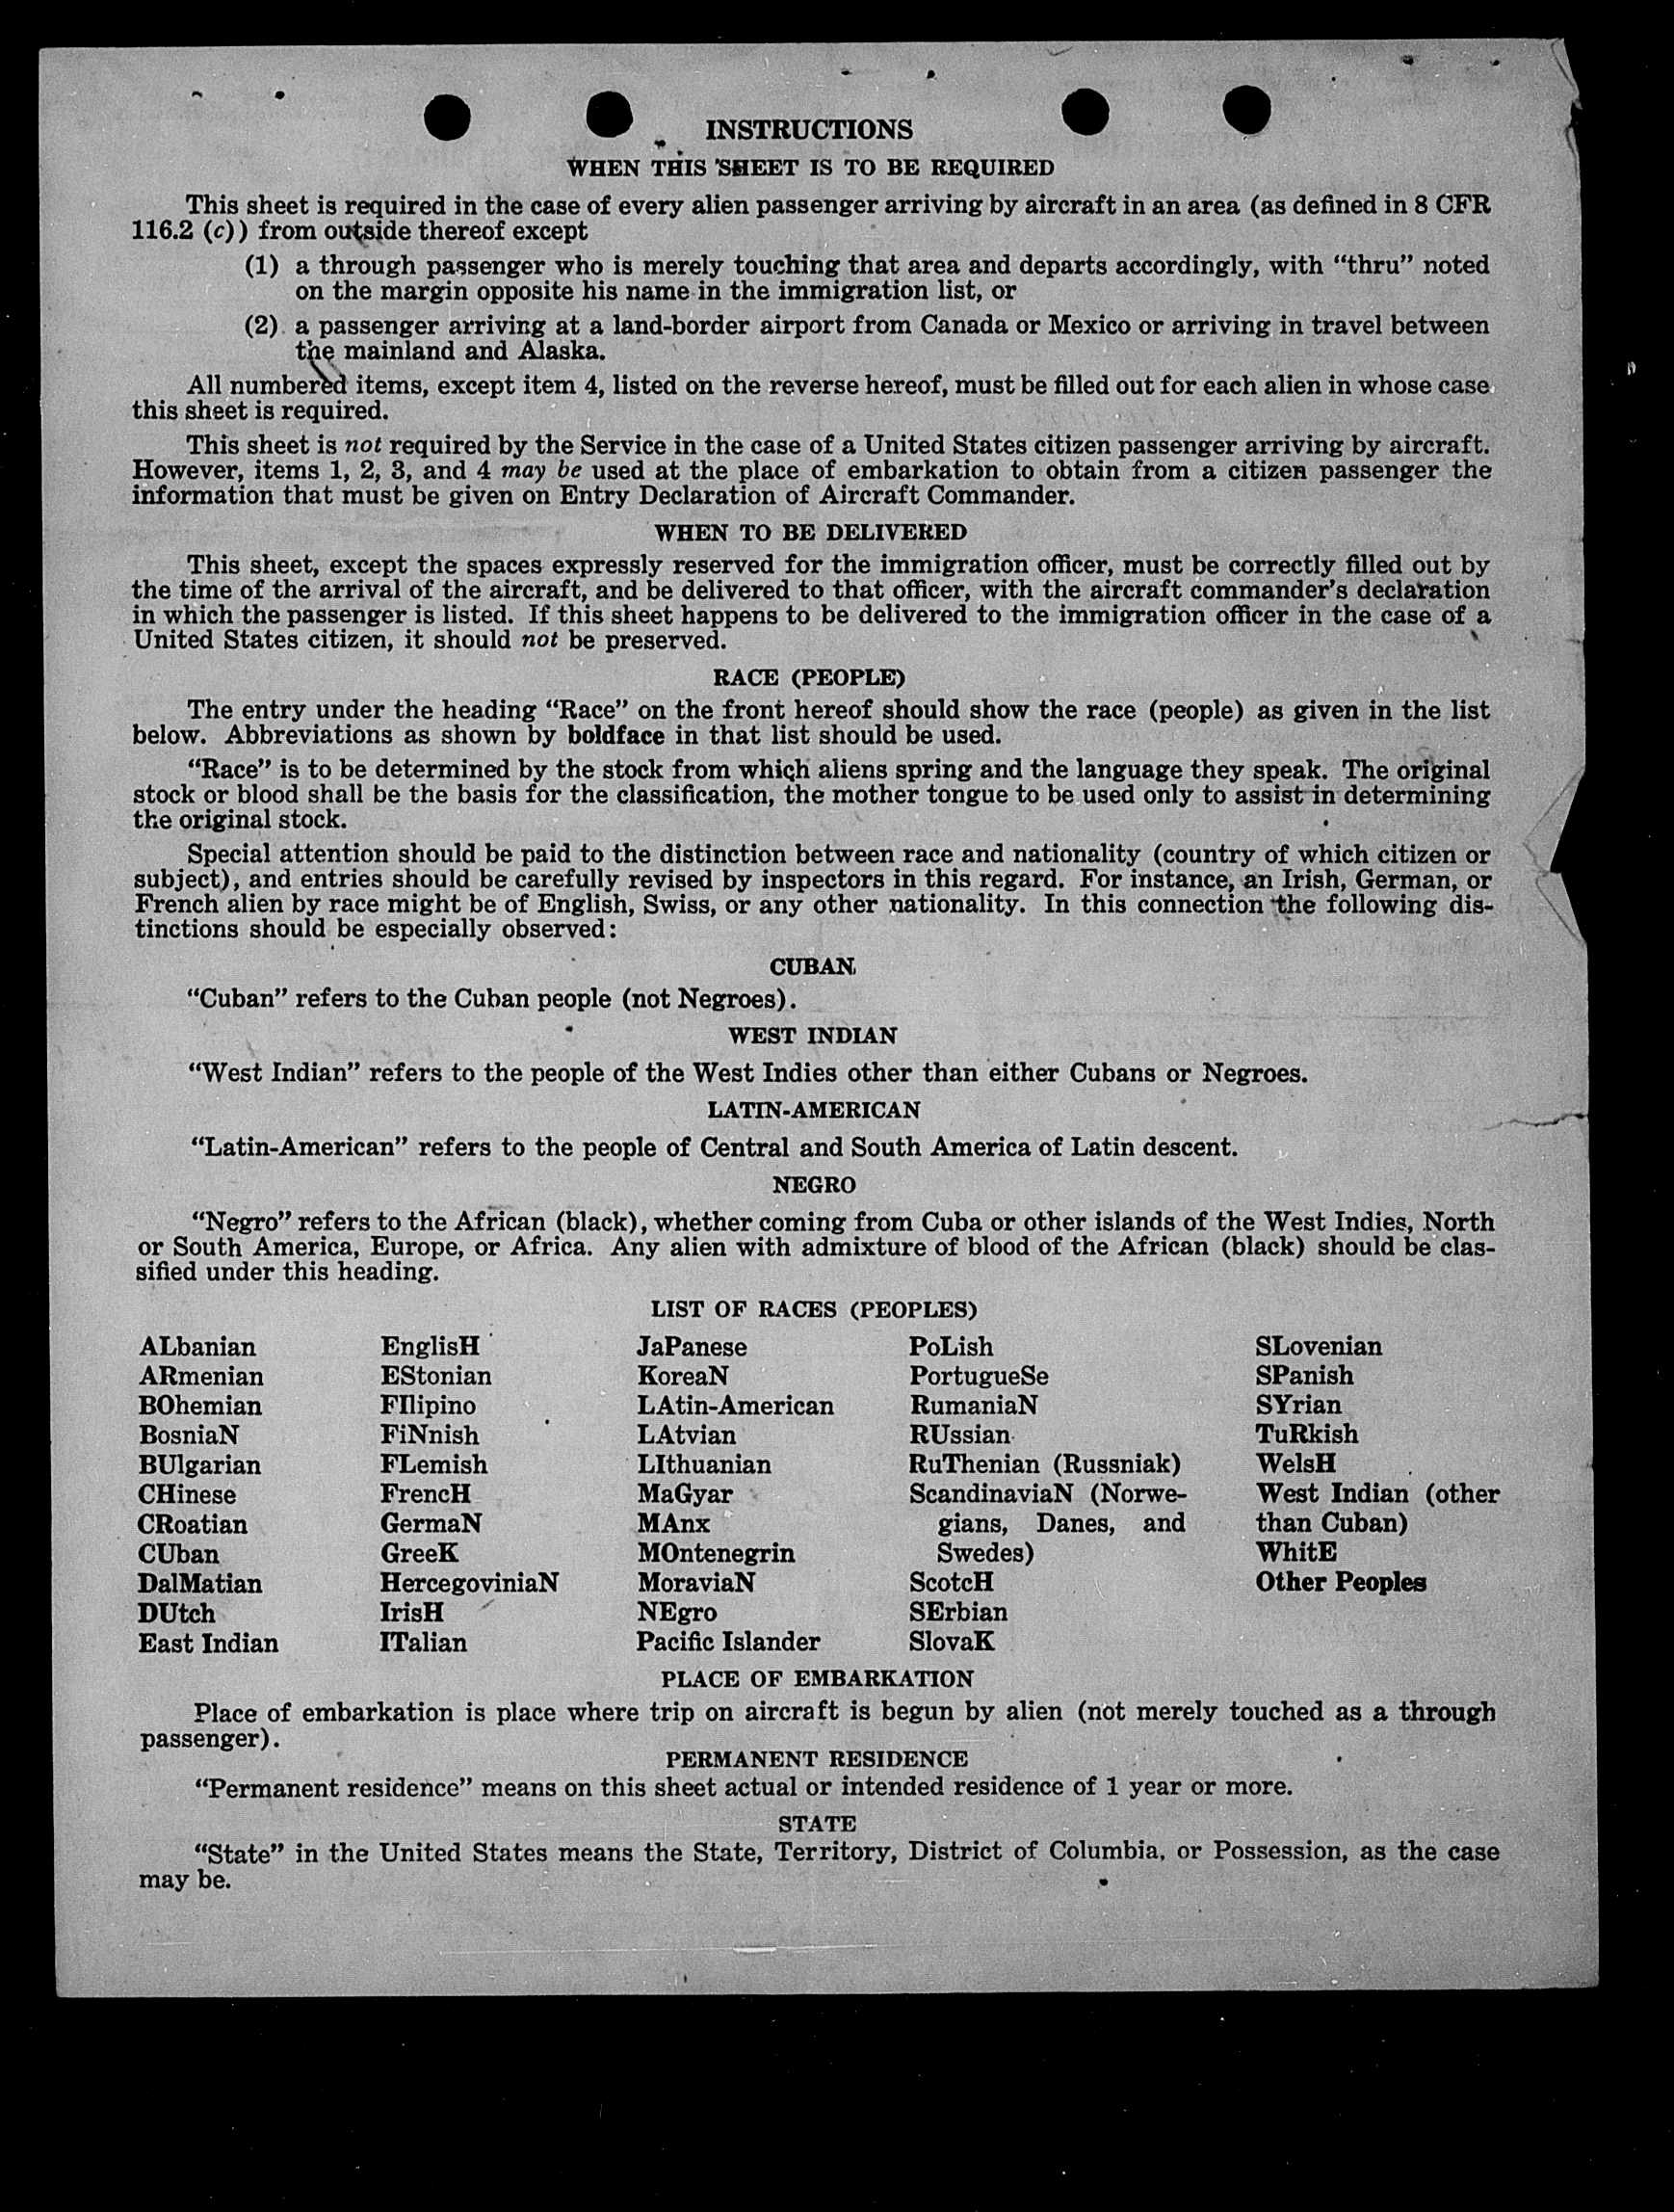 INSTRUCTIONS
WHEN THIS SHEET IS TO BE REQUIRED
This sheet is required in the case of every alien passenger arriving by aircraft in an area (as defined in 8 CFR
116.2 (c)) from outside thereof except
(1) a through passenger who is merely touching that area and departs accordingly, with “thru” noted
on the margin opposite his name in the immigration list, or
(2) a passenger arriving at a land-border airport from Canada or Mexico or arriving in travel between
the mainland and Alaska.
All numbered items, except item 4, listed on the reverse hereof, must be filled out for each alien in whose case
this sheet is required.
This sheet is not required by the Service in the case of a United States citizen passenger arriving by aircraft.
However, items 1, 2, 3, and 4 may be used at the place of embarkation to obtain from a citizen passenger the
information that must be given on Entry Declaration of Aircraft Commander.
WHEN TO BE DELIVERED
This sheet, except the spaces expressly reserved for the immigration officer, must be correctly filled out by
the time of the arrival of the aircraft, and be delivered to that officer, with the aircraft commander’s declaration
in which the passenger is listed. If this sheet happens to be delivered to the immigration officer in the case of a
United States citizen, it should not be preserved.
RACE (PEOPLE)
The entry under the heading “Race” on the front hereof should show the race (people) as given in the list
below. Abbreviations as shown by boldface in that list should be used.
“Race” is to be determined by the stock from which aliens spring and the language they speak. The original
stock or blood shall be the basis for the classification, the mother tongue to be used only to assist in determining
the original stock.
Special attention should be paid to the distinction between race and nationality (country of which citizen or
subject), and entries should be carefully revised by inspectors in this regard. For instance, an Irish, German, or
French alien by race might be of English, Swiss, or any other nationality. In this connection the following dis-
tinctions should be especially observed:
CUBAN
“Cuban” refers to the Cuban people (not Negroes).
WEST INDIAN
“West Indian” refers to the people of the West Indies other than either Cubans or Negroes.
LATIN-AMERICAN
“Latin-American” refers to the people of Central and South America of Latin descent.
NEGRO
“Negro” refers to the African (black), whether coming from Cuba or other islands of the West Indies, North
or South America, Europe, or Africa. Any alien with admixture of blood of the African (black) should be clas-
sified under this heading.
LIST OF RACES (PEOPLES)
ALbanian
ARmenian
BOhemian
BosniaN
BUlgarian
CHinese
CRoatian
CUban
DalMatian
DUtch
East Indian
EnglisH
EStonian
FIlipino
FiNnish
FLemish
FrencH
GermaN
GreeK
HercegoviniaN
IrisH
ITalian
JaPanese
KoreaN
LAtin-American
LAtvian
LIthuanian
MaGyar
MAnx
MOntenegrin
MoraviaN
NEgro
Pacific Islander
PoLish
PortugueSe
RumaniaN
RUssian
RuThenian (Russniak)
ScandinaviaN (Norwe-
gians, Danes, and
Swedes)
ScotcH
SErbian
SlovaK
SLovenian
SPanish
SYrian
TuRkish
WelsH
West Indian (other
than Cuban)
WhitE
Other Peoples
PLACE OF EMBARKATION
Place of embarkation is place where trip on aircraft is begun by alien (not merely touched as a through
passenger).
PERMANENT RESIDENCE
“Permanent residence” means on this sheet actual or intended residence of 1 year or more.
STATE
“State” in the United States means the State, Territory, District of Columbia, or Possession, as the case
may be.